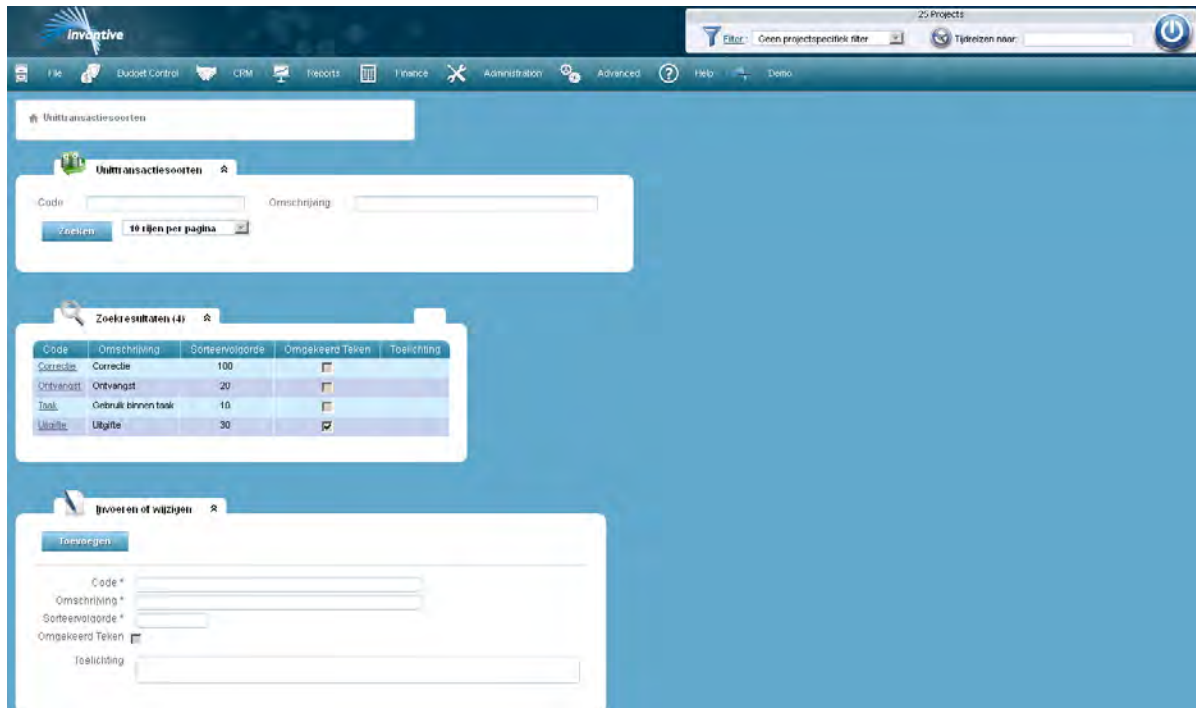 25 Projects
invantive
Filter: Geen projectspecifiek filter Tijdreizen naar:
File Budget Control CRM Reports Finance Administration Advanced Help Demo
Unittransactiesoorten
Unittransactiesoorten
Code Omschrijving
Zoeken 10 rijen per pagina
Zoekresultaten (4)
Code Omschrijving Sorteervolgorde Omgekeerd Teken Toelichting
Correctie Correctie 100
Ontvangst Ontvangst 20
Taak Gebruik binnen taak 10
Uitgifte Uitgifte 30
Invoeren of wijzigen
Toevoegen
Code *
Omschrijving *
Sorteervolgorde *
Omgekeerd Teken
Toelichting